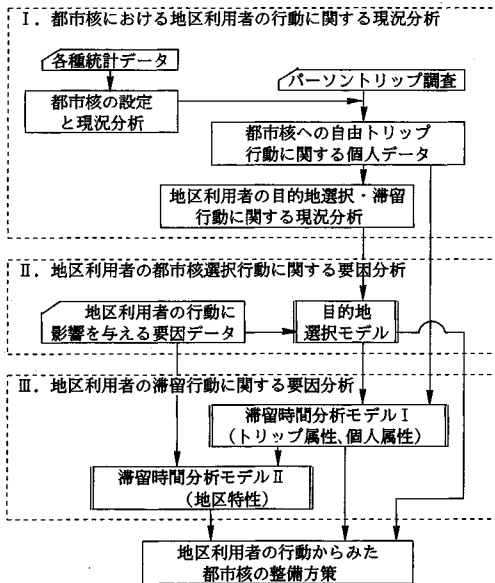 Ⅰ．都市核における地区利用者の行動に関する現況分析
各種統計データ
パーソントリップ調査
都市核の設定
と現況分析
都市核への自由トリップ
行動に関する個人データ
地区利用者の目的地選択・滞留
行動に関する現況分析
Ⅱ．地区利用者の都市核選択行動に関する要因分析
地区利用者の行動に
影響を与える要因データ
目的地
選択モデル
Ⅲ．地区利用者の滞留行動に関する要因分析
滞留時間分析モデルⅠ
（トリップ属性、個人属性）
滞留時間分析モデルⅡ
（地区特性）
地区利用者の行動からみた
都市核の整備方策